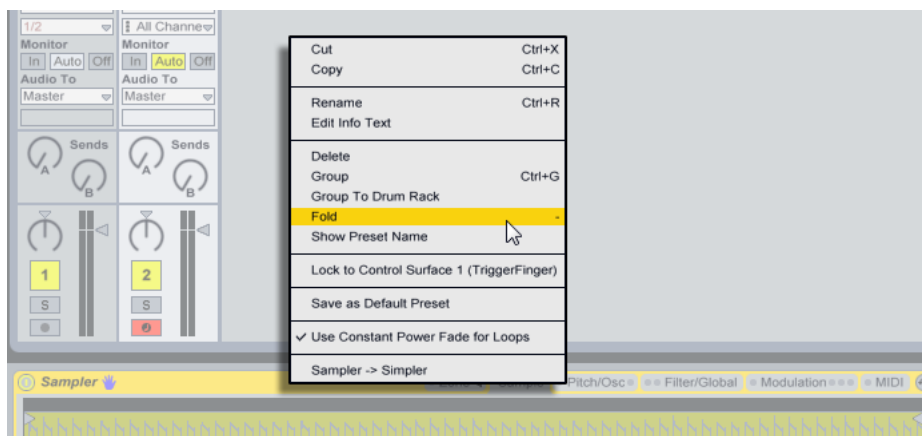 1/2 All Channe
Monitor Monitor
In Auto Off In Auto Off
Audio To Audio To
Master Master
Sends Sends
A B A B
1 2
S S
Cut Ctrl+X
Copy Ctrl+C
Rename Ctrl+R
Edit Info Text
Delete
Group Ctrl+G
Group To Drum Rack
Fold -
Show Preset Name
Lock to Control Surface 1 (TriggerFinger)
Save as Default Preset
✓ Use Constant Power Fade for Loops
Sampler -> Simpler
Sampler Pitch/Osc Filter/Global Modulation MIDI